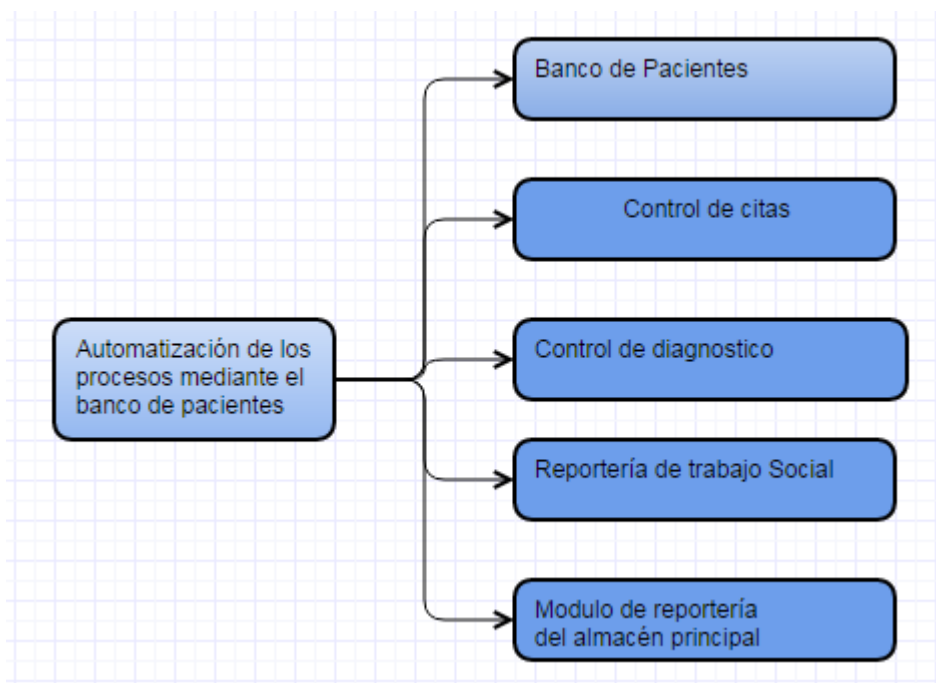 Banco de Pacientes
Control de citas
Automatización de los
procesos mediante el
banco de pacientes
Control de diagnostico
Reportería de trabajo Social
Modulo de reportería
del almacén principal